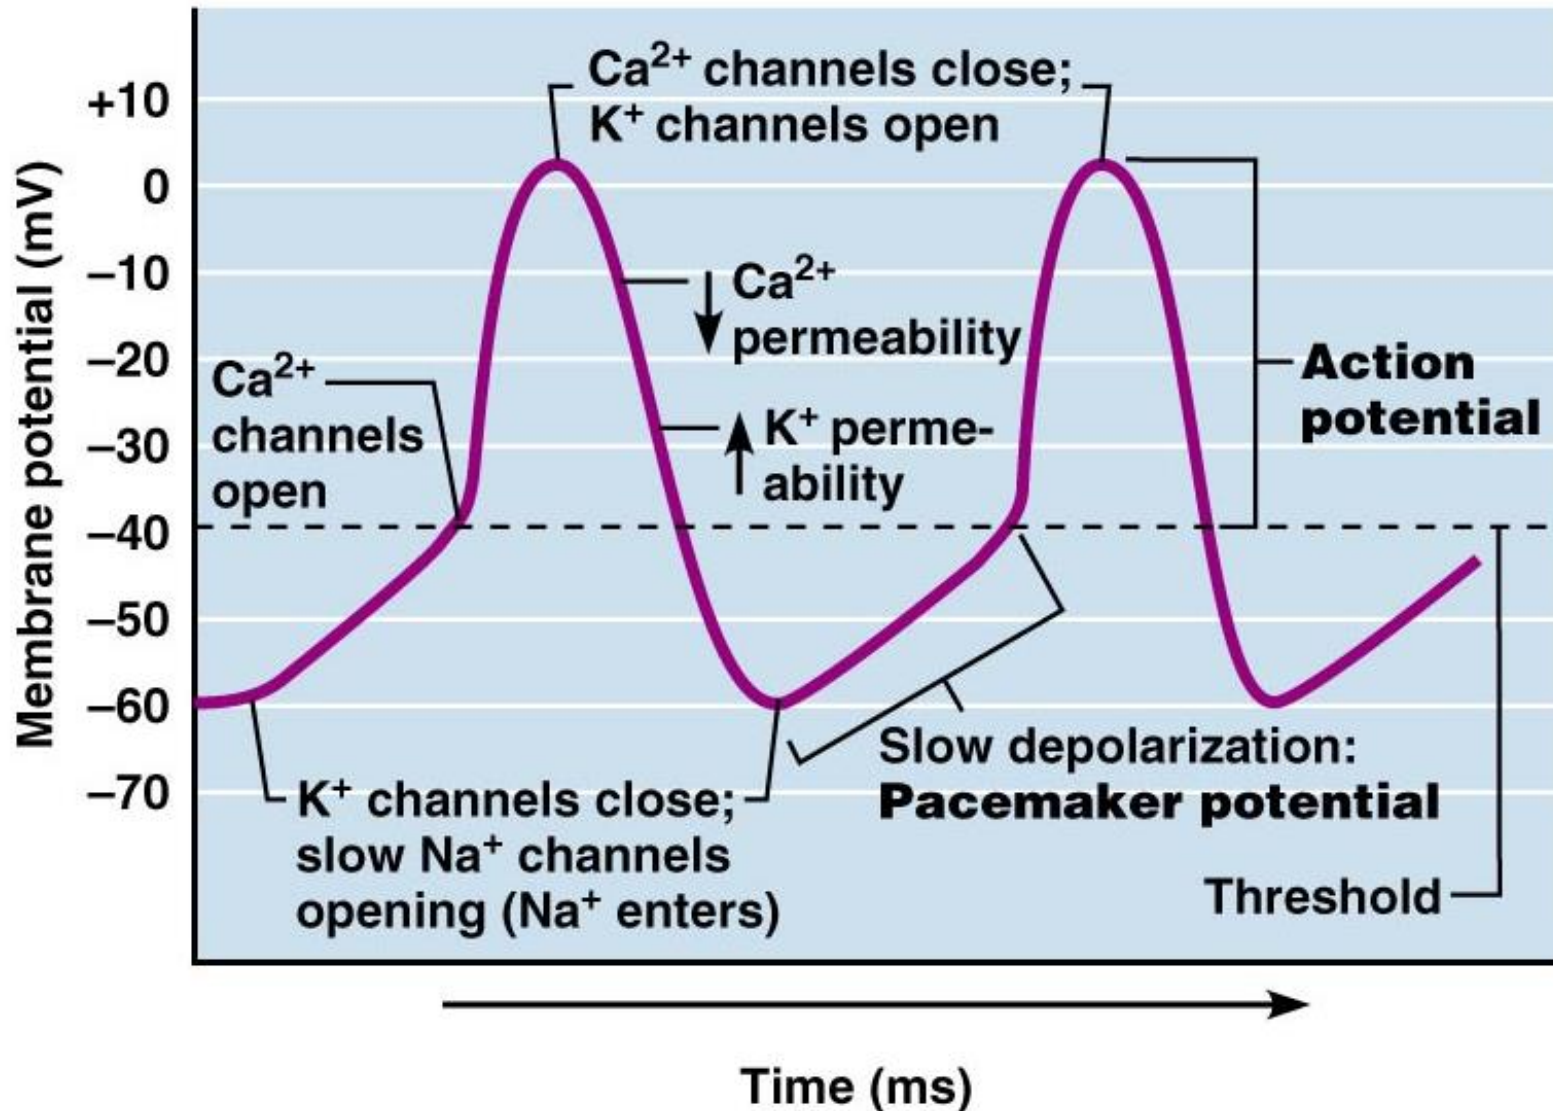 Ca²⁺ channels close;
K⁺ channels open
+10
0
–10
–20
–30
–40
–50
–60
–70
Membrane potential (mV)
Ca²⁺
channels
open
↓ Ca²⁺
permeability
↑ K⁺ perme-
ability
Action
potential
Slow depolarization:
Pacemaker potential
K⁺ channels close;
slow Na⁺ channels
opening (Na⁺ enters)
Threshold
Time (ms)